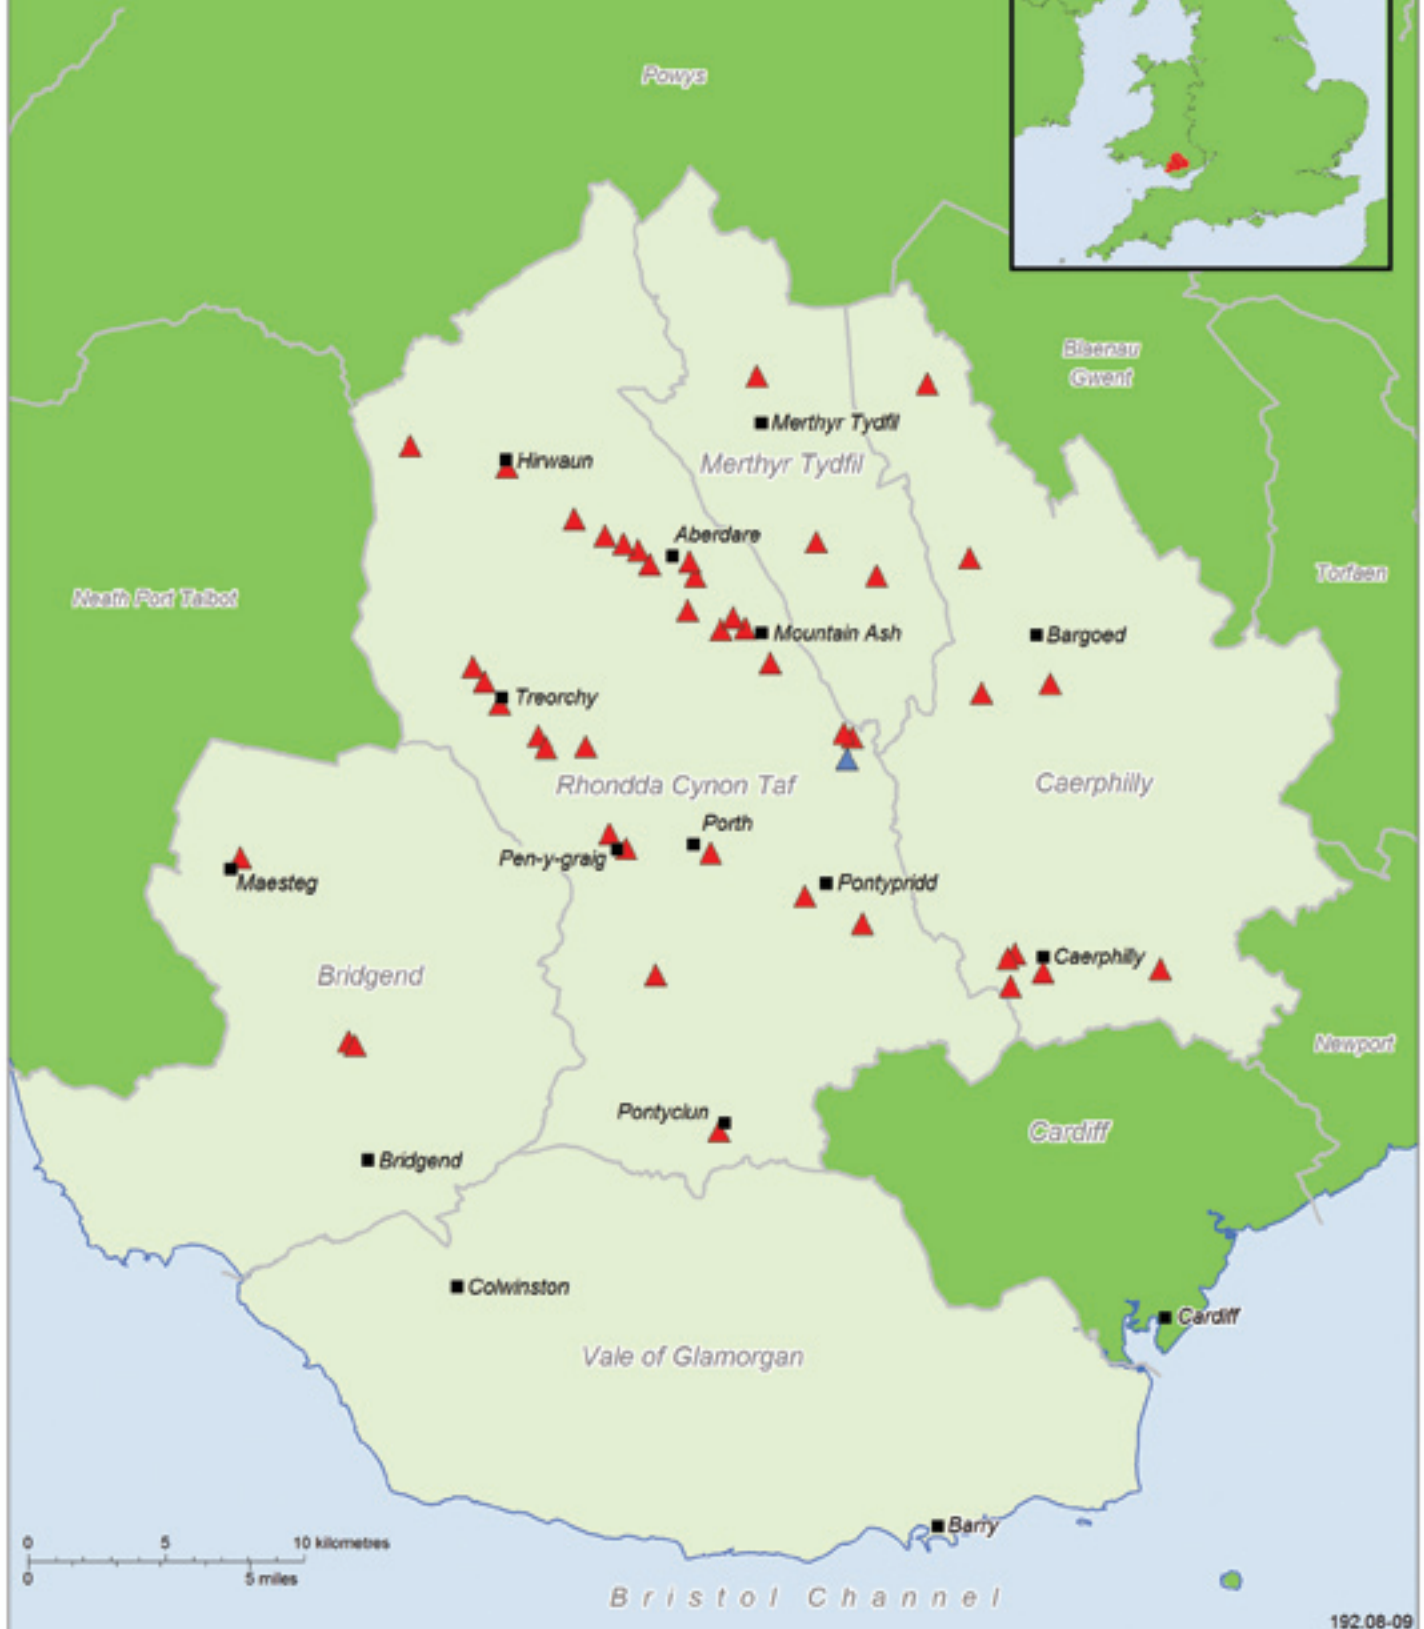 Powys
Blaenau
Gwent
Merthyr Tydfil
Merthyr Tydfil
Hirwaun
Aberdare
Torfaen
Neath Port Talbot
Mountain Ash
Bargoed
Treorchy
Rhondda Cynon Taf
Caerphilly
Porth
Pen-y-graig
Maesteg
Pontypridd
Caerphilly
Bridgend
Newport
Pontyclun
Cardiff
Bridgend
Colwinston
Cardiff
Vale of Glamorgan
Barry
0 5 10 kilometres
0 5 miles
Bristol Channel
192.08-09